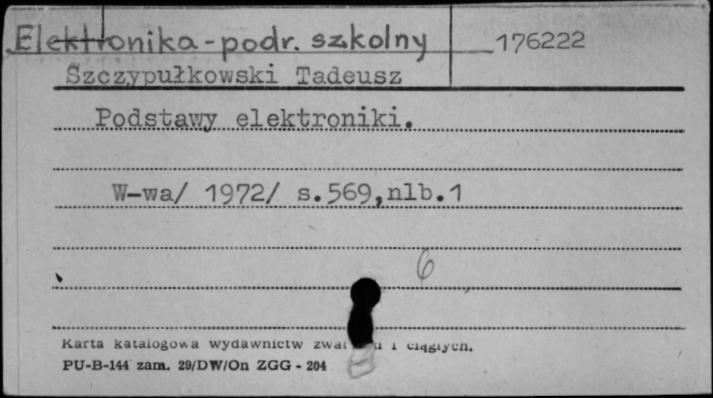 Elektronika - podr. szkolny 176222
Szczypułkowski Tadeusz
Podstawy elektroniki.
W-wa/ 1972/ s.569,nlb.1
6
Karta katalogowa wydawnictw i ciągłych.
PU-B-144 zam. 29/DW/On ZGG - 204